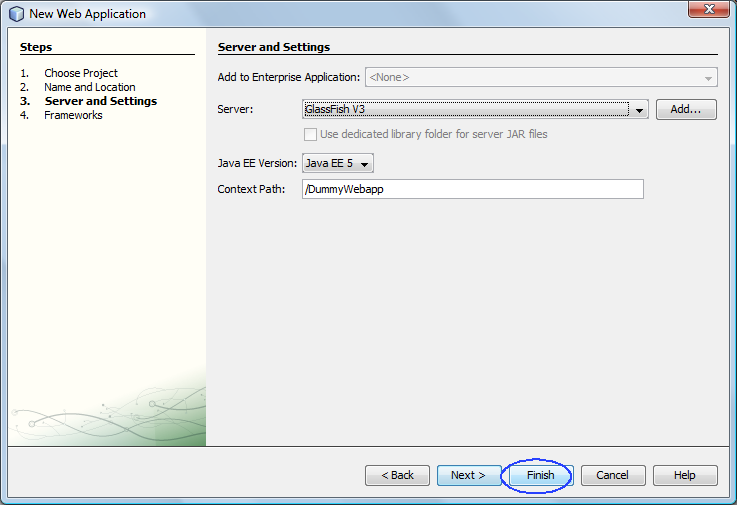 New Web Application
Steps
1. Choose Project
2. Name and Location
3. Server and Settings
4. Frameworks
Server and Settings
Add to Enterprise Application: <None>
Server: GlassFish V3 Add...
Use dedicated library folder for server JAR files
Java EE Version: Java EE 5
Context Path: /DummyWebapp
< Back Next > Finish Cancel Help